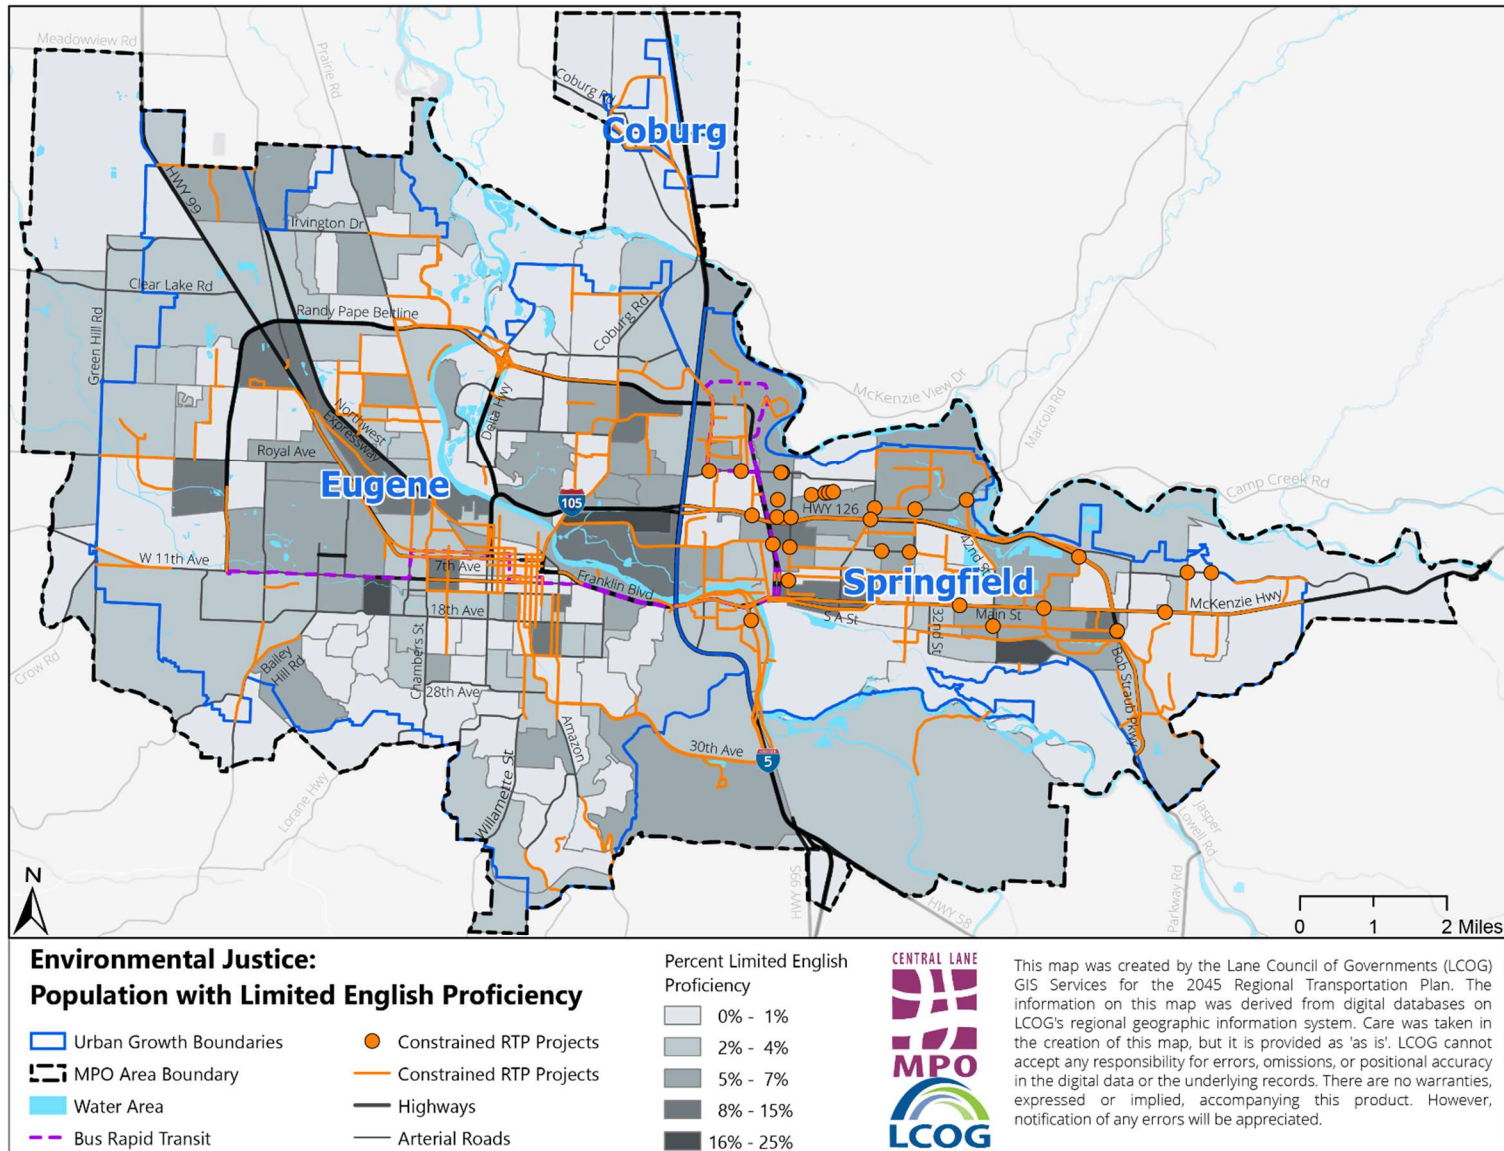 Meadowview Rd
Prairie Rd
Coburg Rd
Coburg
HWY 99
Irvington Dr
Clear Lake Rd
Green Hill Rd
Randy Pape Beltline
Coburg Rd
McKenzie View Dr
Marcola Rd
Delta Hwy
Northwest
Expressway
Royal Ave
Eugene
105
HWY 126
Camp Creek Rd
42nd St
W 11th Ave
7th Ave
Franklin Blvd
Springfield
McKenzie Hwy
18th Ave
S A St
Main St
32nd St
Crow Rd
Bailey
Hill Rd
Chambers St
28th Ave
Bob Straub Pkwy
Amazon
30th Ave
5
Willamette St
Lorane Hwy
Jasper
Lowell Rd
HWY 99S
HWY 58
Parkway Rd
N
0 1 2 Miles
Environmental Justice:
Population with Limited English Proficiency
Urban Growth Boundaries
MPO Area Boundary
Water Area
Bus Rapid Transit
Constrained RTP Projects
Constrained RTP Projects
Highways
Arterial Roads
Percent Limited English
Proficiency
0% - 1%
2% - 4%
5% - 7%
8% - 15%
16% - 25%
CENTRAL LANE
MPO
LCOG
This map was created by the Lane Council of Governments (LCOG)
GIS Services for the 2045 Regional Transportation Plan. The
information on this map was derived from digital databases on
LCOG's regional geographic information system. Care was taken in
the creation of this map, but it is provided as 'as is'. LCOG cannot
accept any responsibility for errors, omissions, or positional accuracy
in the digital data or the underlying records. There are no warranties,
expressed or implied, accompanying this product. However,
notification of any errors will be appreciated.